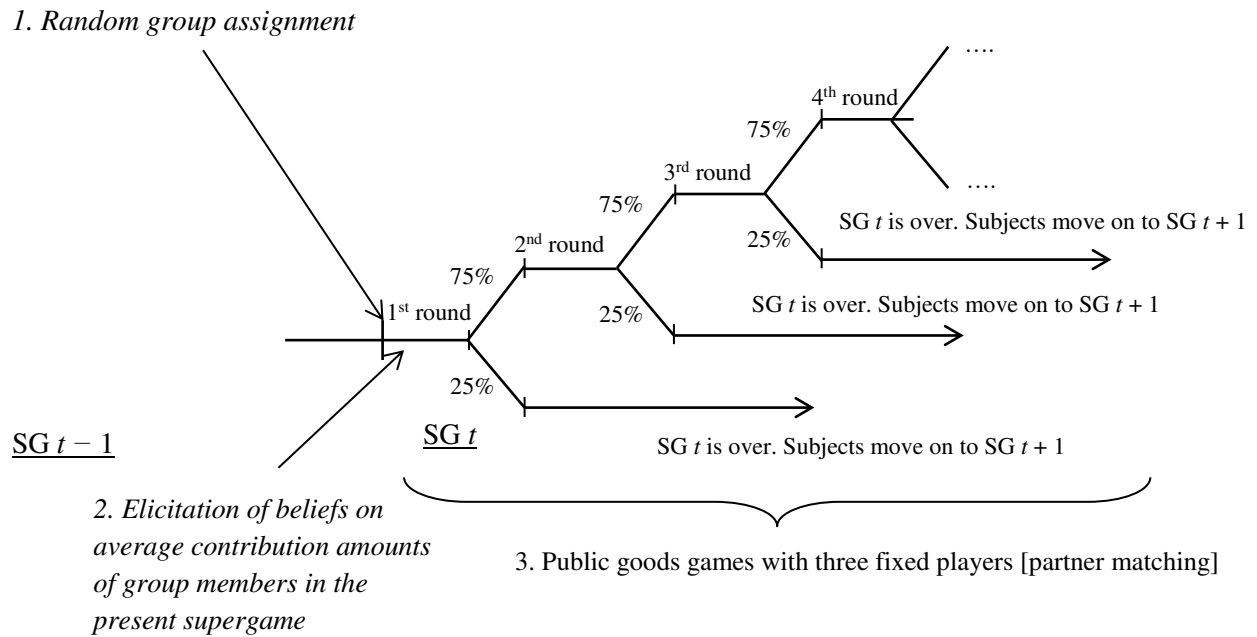 1. Random group assignment
….
4th round
75%
3rd round
….
75%
SG t is over. Subjects move on to SG t + 1
25%
2nd round
75%
SG t is over. Subjects move on to SG t + 1
25%
1st round
25%
SG t − 1
SG t
SG t is over. Subjects move on to SG t + 1
2. Elicitation of beliefs on
average contribution amounts
of group members in the
present supergame
3. Public goods games with three fixed players [partner matching]